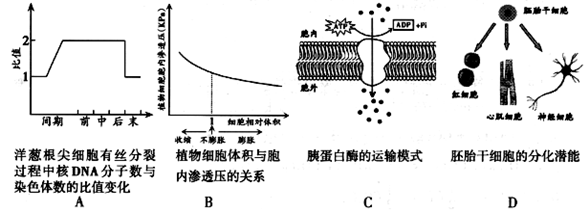 比值
2
1
间期 前 中 后 末
洋葱根尖细胞有丝分裂
过程中核DNA分子数与
染色体数的比值变化
A
植物细胞胞内渗透压(KPa)
1 细胞相对体积
收缩 不膨胀 膨胀
植物细胞体积与胞
内渗透压的关系
B
胞内
ATP
ADP
+Pi
胞外
胰蛋白酶的运输模式
C
胚胎干细胞
红细胞
心肌细胞
神经细胞
胚胎干细胞的分化潜能
D